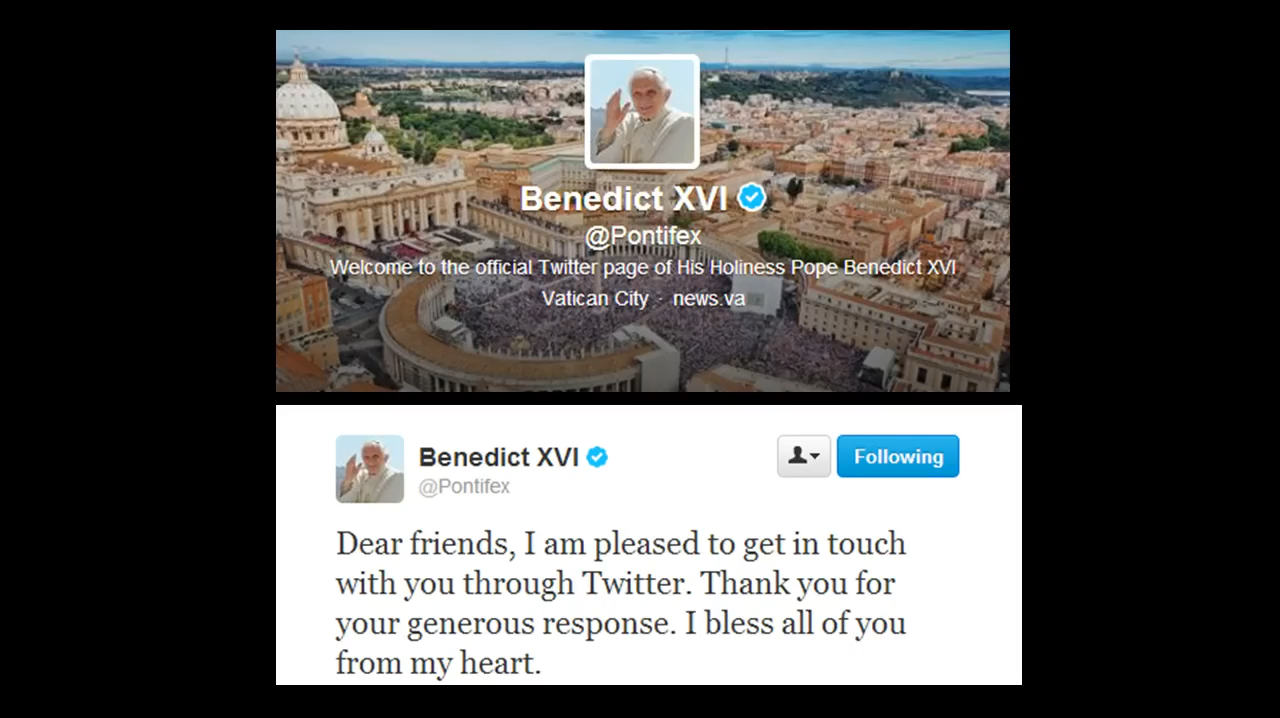 Benedict XVI
@Pontifex
Welcome to the official Twitter page of His Holiness Pope Benedict XVI
Vatican City · news.va
Benedict XVI
@Pontifex
Following
Dear friends, I am pleased to get in touch
with you through Twitter. Thank you for
your generous response. I bless all of you
from my heart.